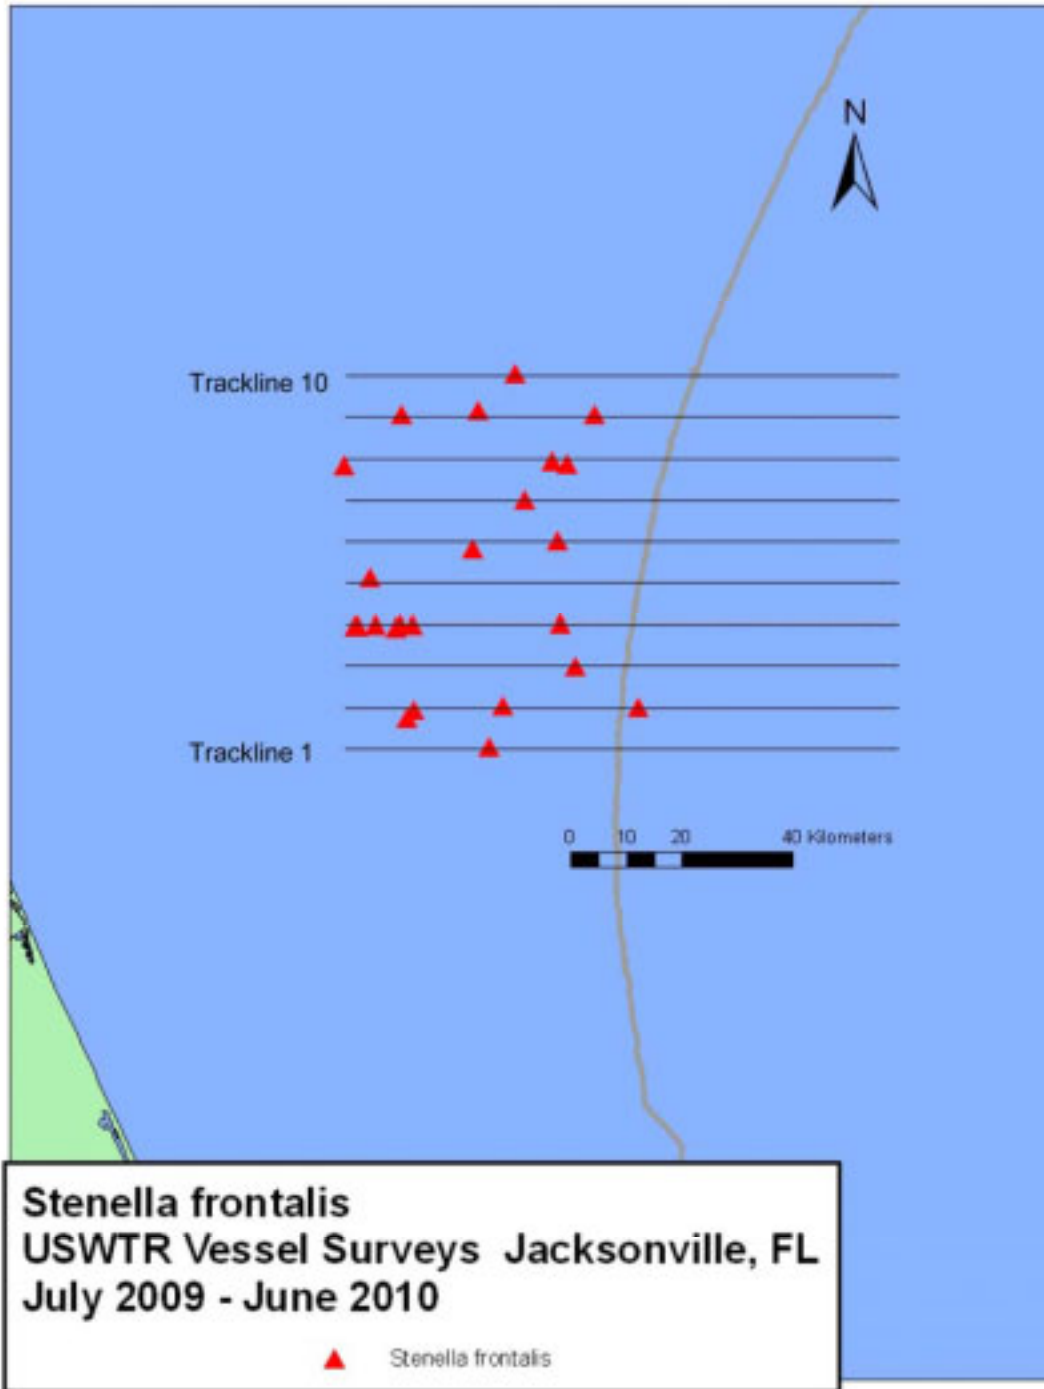 N
Trackline 10
Trackline 1
0 10 20 40 Kilometers
Stenella frontalis
USWTR Vessel Surveys Jacksonville, FL
July 2009 - June 2010
Stenella frontalis